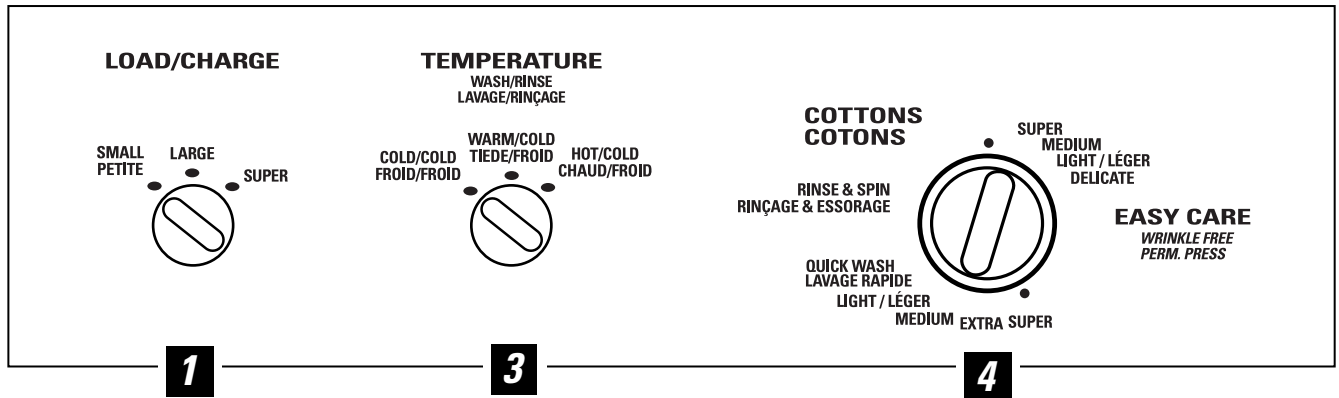 LOAD/CHARGE
SMALL
PETITE
LARGE
SUPER
TEMPERATURE
WASH/RINSE
LAVAGE/RINÇAGE
COLD/COLD
FROID/FROID
WARM/COLD
TIEDE/FROID
HOT/COLD
CHAUD/FROID
COTTONS
COTONS
SUPER
MEDIUM
LIGHT / LÉGER
DELICATE
RINSE & SPIN
RINÇAGE & ESSORAGE
EASY CARE
WRINKLE FREE
PERM. PRESS
QUICK WASH
LAVAGE RAPIDE
LIGHT / LÉGER
MEDIUM
EXTRA SUPER
1
3
4